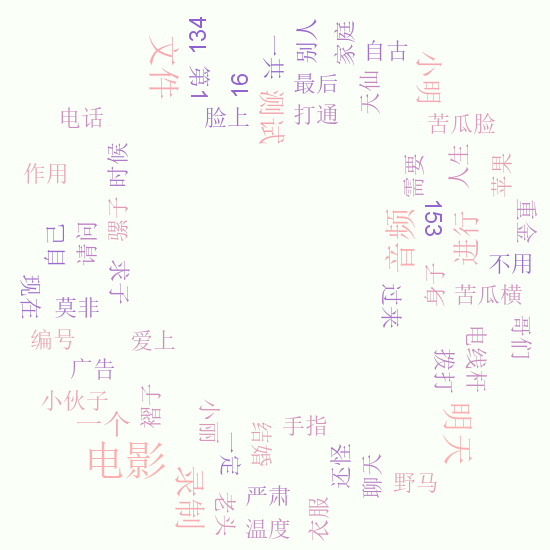 134
别人
家庭
文件
一共
自古
第1
16
最后
天仙
小明
电话
脸上
测试
打通
苦瓜脸
作用
时候
需要
人生
苹果
骡子
153
重金
自己
请问
音频
进行
不用
现在
莫非
求子
过来
身子
苦瓜横
编号
爱上
哥们
广告
拨打
电线杆
小伙子
一个
褶子
小丽
手指
明天
电影
一定
结婚
还怪
聊天
野马
录制
老头
严肃
温度
衣服